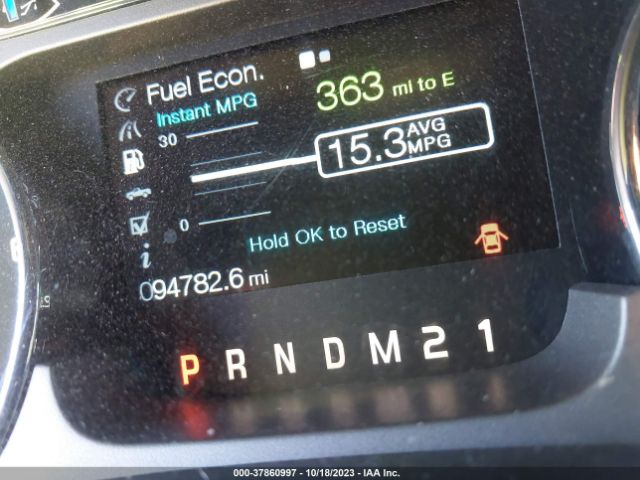 Fuel Econ.
363 mi to E
Instant MPG
30
15.3 AVG MPG
0
Hold OK to Reset
i
094782.6 mi
P R N D M 2 1
000-37860997 - 10/18/2023 - IAA Inc.